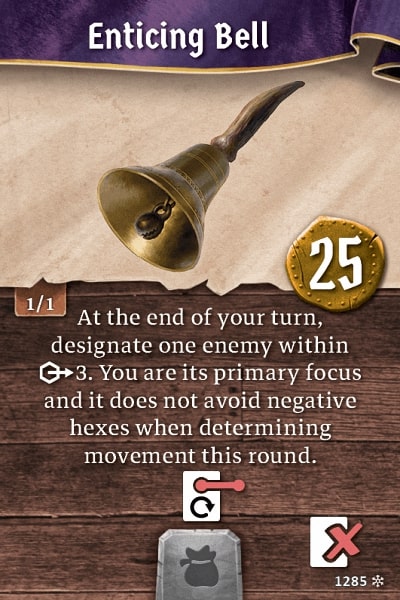 Enticing Bell
25
1/1
At the end of your turn,
designate one enemy within
3. You are its primary focus
and it does not avoid negative
hexes when determining
movement this round.
1285